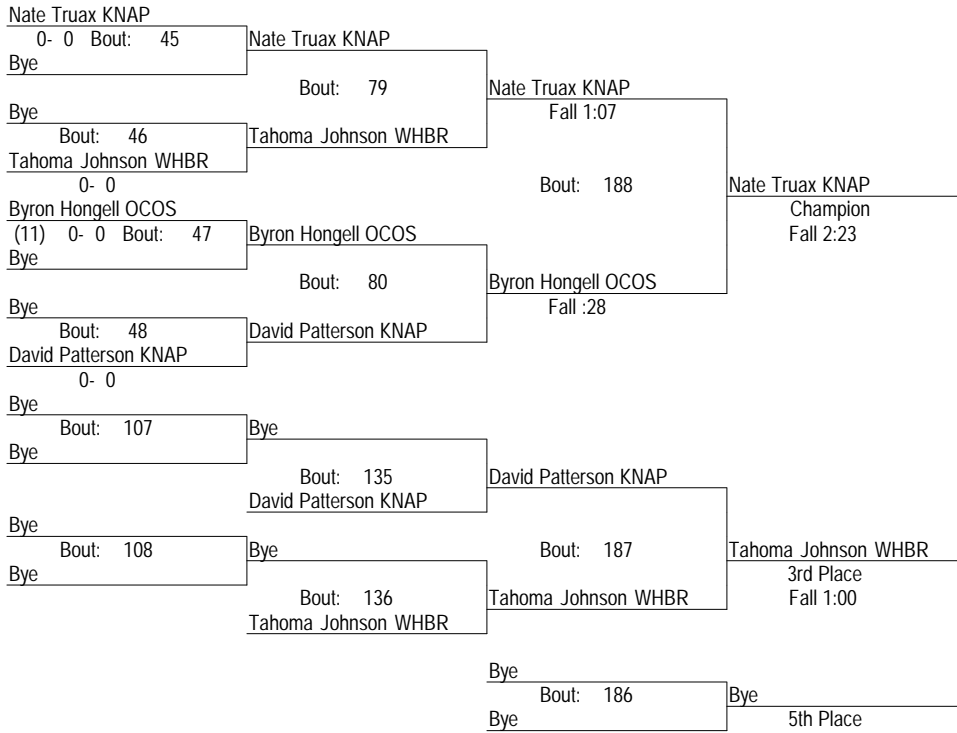 Nate Truax KNAP
0- 0 Bout: 45
Nate Truax KNAP
Bye
Bout: 79
Nate Truax KNAP
Bye
Fall 1:07
Bout: 46
Tahoma Johnson WHBR
Tahoma Johnson WHBR
0- 0
Bout: 188
Nate Truax KNAP
Byron Hongell OCOS
Champion
(11) 0- 0 Bout: 47
Byron Hongell OCOS
Fall 2:23
Bye
Bout: 80
Byron Hongell OCOS
Bye
Fall :28
Bout: 48
David Patterson KNAP
David Patterson KNAP
0- 0
Bye
Bout: 107
Bye
Bye
Bout: 135
David Patterson KNAP
David Patterson KNAP
Bye
Bout: 108
Bye
Bout: 187
Tahoma Johnson WHBR
Bye
3rd Place
Bout: 136
Tahoma Johnson WHBR
Fall 1:00
Tahoma Johnson WHBR
Bye
Bout: 186
Bye
Bye
5th Place